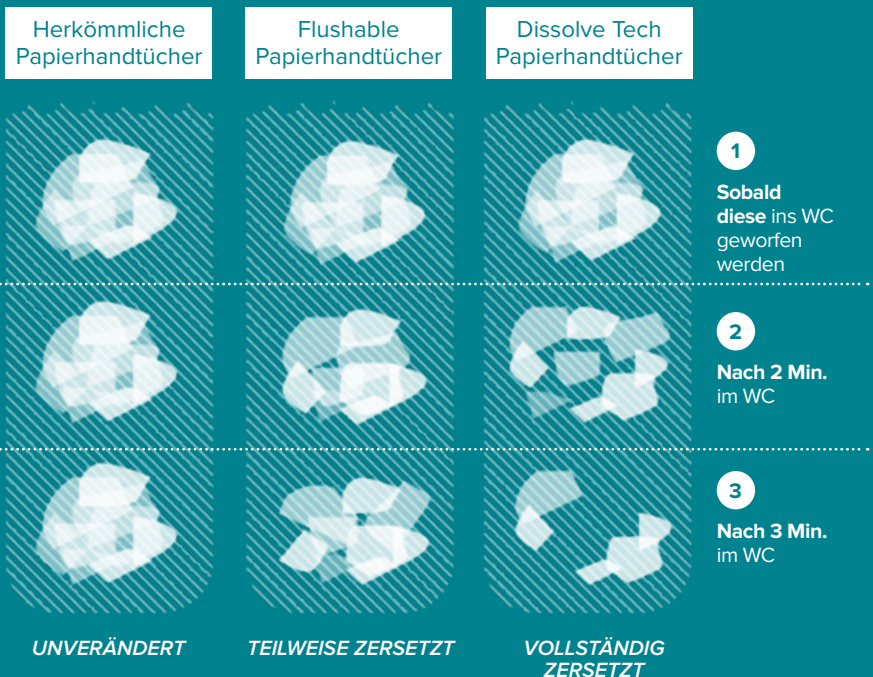 Herkömmliche
Papierhandtücher
Flushable
Papierhandtücher
Dissolve Tech
Papierhandtücher
1
Sobald
diese ins WC
geworfen
werden
2
Nach 2 Min.
im WC
3
Nach 3 Min.
im WC
UNVERÄNDERT
TEILWEISE ZERSETZT
VOLLSTÄNDIG
ZERSETZT